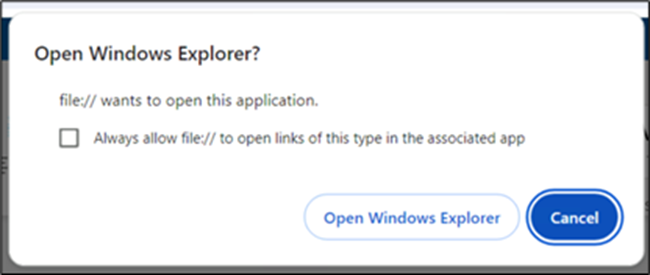 Open Windows Explorer?
file:// wants to open this application.
Always allow file:// to open links of this type in the associated app
Open Windows Explorer
Cancel